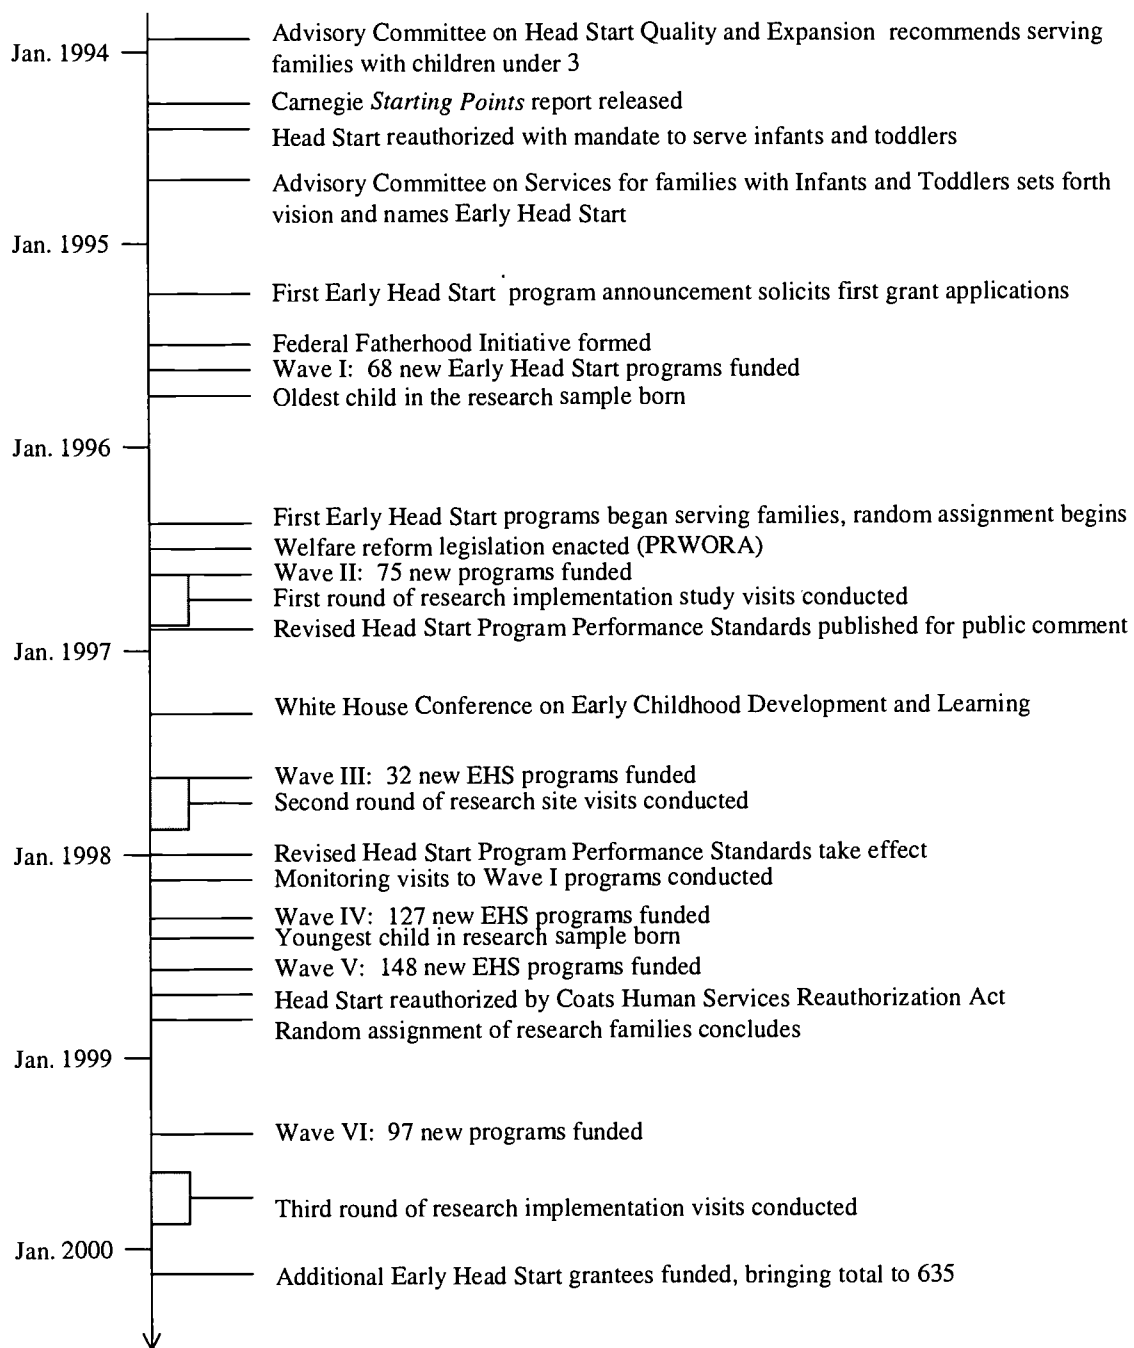 Advisory Committee on Head Start Quality and Expansion recommends serving
Jan. 1994
families with children under 3
Carnegie Starting Points report released
Head Start reauthorized with mandate to serve infants and toddlers
Advisory Committee on Services for families with Infants and Toddlers sets forth
vision and names Early Head Start
Jan. 1995
First Early Head Start program announcement solicits first grant applications
Federal Fatherhood Initiative formed
Wave I: 68 new Early Head Start programs funded
Oldest child in the research sample born
Jan. 1996
First Early Head Start programs began serving families, random assignment begins
Welfare reform legislation enacted (PRWORA)
Wave II: 75 new programs funded
First round of research implementation study visits conducted
Revised Head Start Program Performance Standards published for public comment
Jan. 1997
White House Conference on Early Childhood Development and Learning
Wave III: 32 new EHS programs funded
Second round of research site visits conducted
Jan. 1998
Revised Head Start Program Performance Standards take effect
Monitoring visits to Wave I programs conducted
Wave IV: 127 new EHS programs funded
Youngest child in research sample born
Wave V: 148 new EHS programs funded
Head Start reauthorized by Coats Human Services Reauthorization Act
Random assignment of research families concludes
Jan. 1999
Wave VI: 97 new programs funded
Third round of research implementation visits conducted
Jan. 2000
Additional Early Head Start grantees funded, bringing total to 635